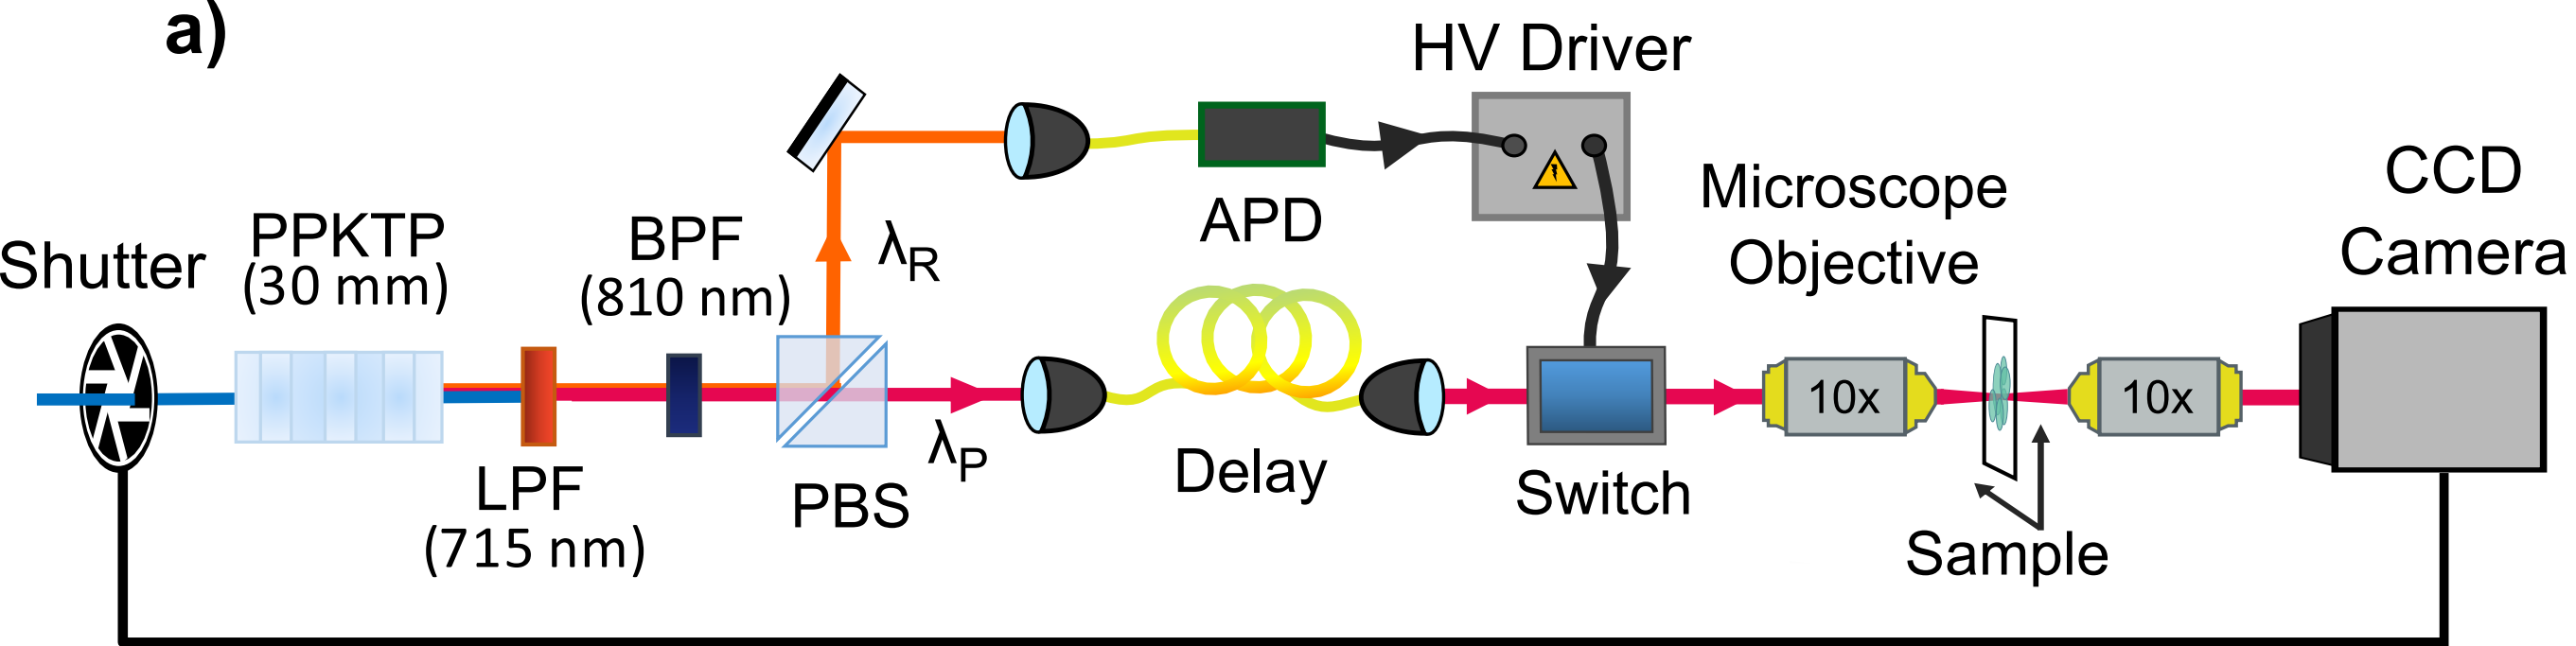 a)
HV Driver
Microscope
Objective
CCD
Camera
Shutter
PPKTP
(30 mm)
BPF
(810 nm)
λR
APD
LPF
(715 nm)
PBS
λP
Delay
Switch
10x
10x
Sample